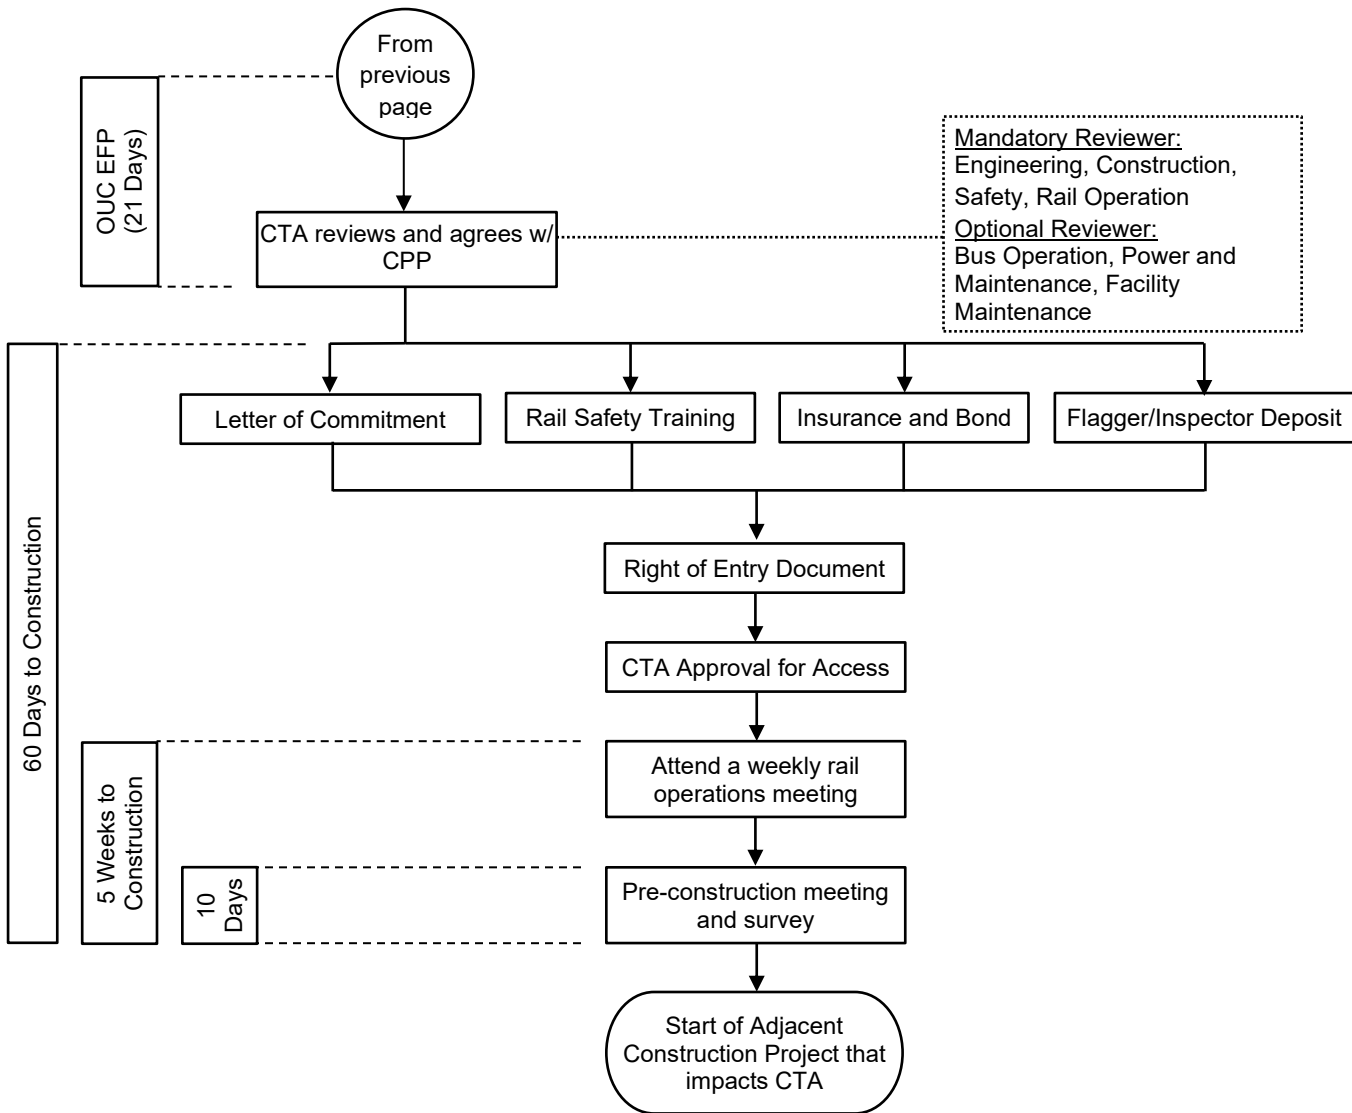 From
previous
page
OUC EFP
(21 Days)
Mandatory Reviewer:
Engineering, Construction,
Safety, Rail Operation
Optional Reviewer:
Bus Operation, Power and
Maintenance, Facility
Maintenance
CTA reviews and agrees w/
CPP
60 Days to Construction
Letter of Commitment
Rail Safety Training
Insurance and Bond
Flagger/Inspector Deposit
Right of Entry Document
CTA Approval for Access
5 Weeks to
Construction
Attend a weekly rail
operations meeting
10
Days
Pre-construction meeting
and survey
Start of Adjacent
Construction Project that
impacts CTA